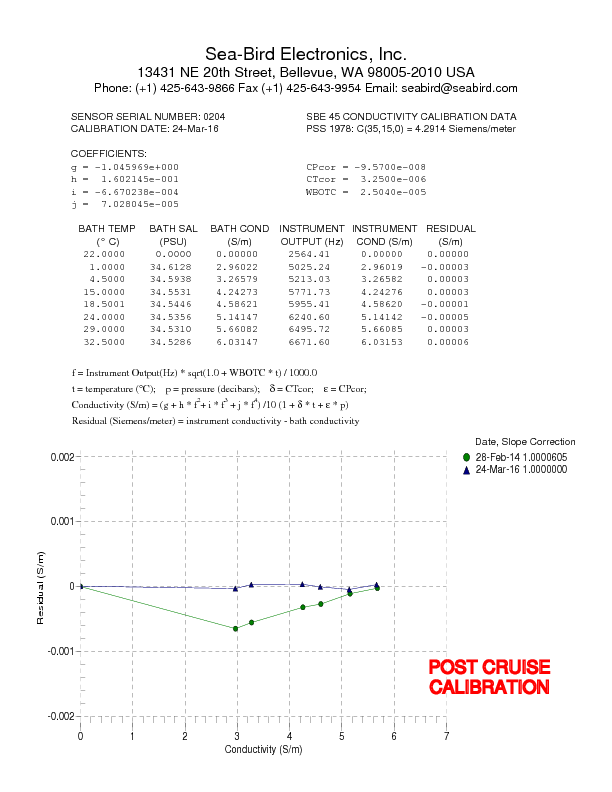 Sea-Bird Electronics, Inc.
13431 NE 20th Street, Bellevue, WA 98005-2010 USA
Phone: (+1) 425-643-9866 Fax (+1) 425-643-9954 Email: seabird@seabird.com
SENSOR SERIAL NUMBER: 0204
CALIBRATION DATE: 24-Mar-16
SBE 45 CONDUCTIVITY CALIBRATION DATA
PSS 1978: C(35,15,0) = 4.2914 Siemens/meter
COEFFICIENTS:
g = -1.045969e+000
h = 1.602145e-001
i = -6.670238e-004
j = 7.028045e-005
CPcor = -9.5700e-008
CTcor = 3.2500e-006
WBOTC = 2.5040e-005
BATH TEMP BATH SAL BATH COND INSTRUMENT INSTRUMENT RESIDUAL
(° C) (PSU) (S/m) OUTPUT (Hz) COND (S/m) (S/m)
22.0000 0.0000 0.00000 2564.41 0.00000 0.00000
1.0000 34.6128 2.96022 5025.24 2.96019 -0.00003
4.5000 34.5938 3.26579 5213.03 3.26582 0.00003
15.0000 34.5531 4.24273 5771.73 4.24276 0.00003
18.5001 34.5446 4.58621 5955.41 4.58620 -0.00001
24.0000 34.5356 5.14147 6240.60 5.14142 -0.00005
29.0000 34.5310 5.66082 6495.72 5.66085 0.00003
32.5000 34.5286 6.03147 6671.60 6.03153 0.00006
f = Instrument Output(Hz) * sqrt(1.0 + WBOTC * t) / 1000.0
t = temperature (°C); p = pressure (decibars); δ = CTcor; ε = CPcor;
Conductivity (S/m) = (g + h * f² + i * f³ + j * f⁴) /10 (1 + δ * t + ε * p)
Residual (Siemens/meter) = instrument conductivity - bath conductivity
Date, Slope Correction
28-Feb-14 1.0000605
24-Mar-16 1.0000000
0.002
0.001
0
-0.001
-0.002
Residual (S/m)
0 1 2 3 4 5 6 7
Conductivity (S/m)
POST CRUISE
CALIBRATION